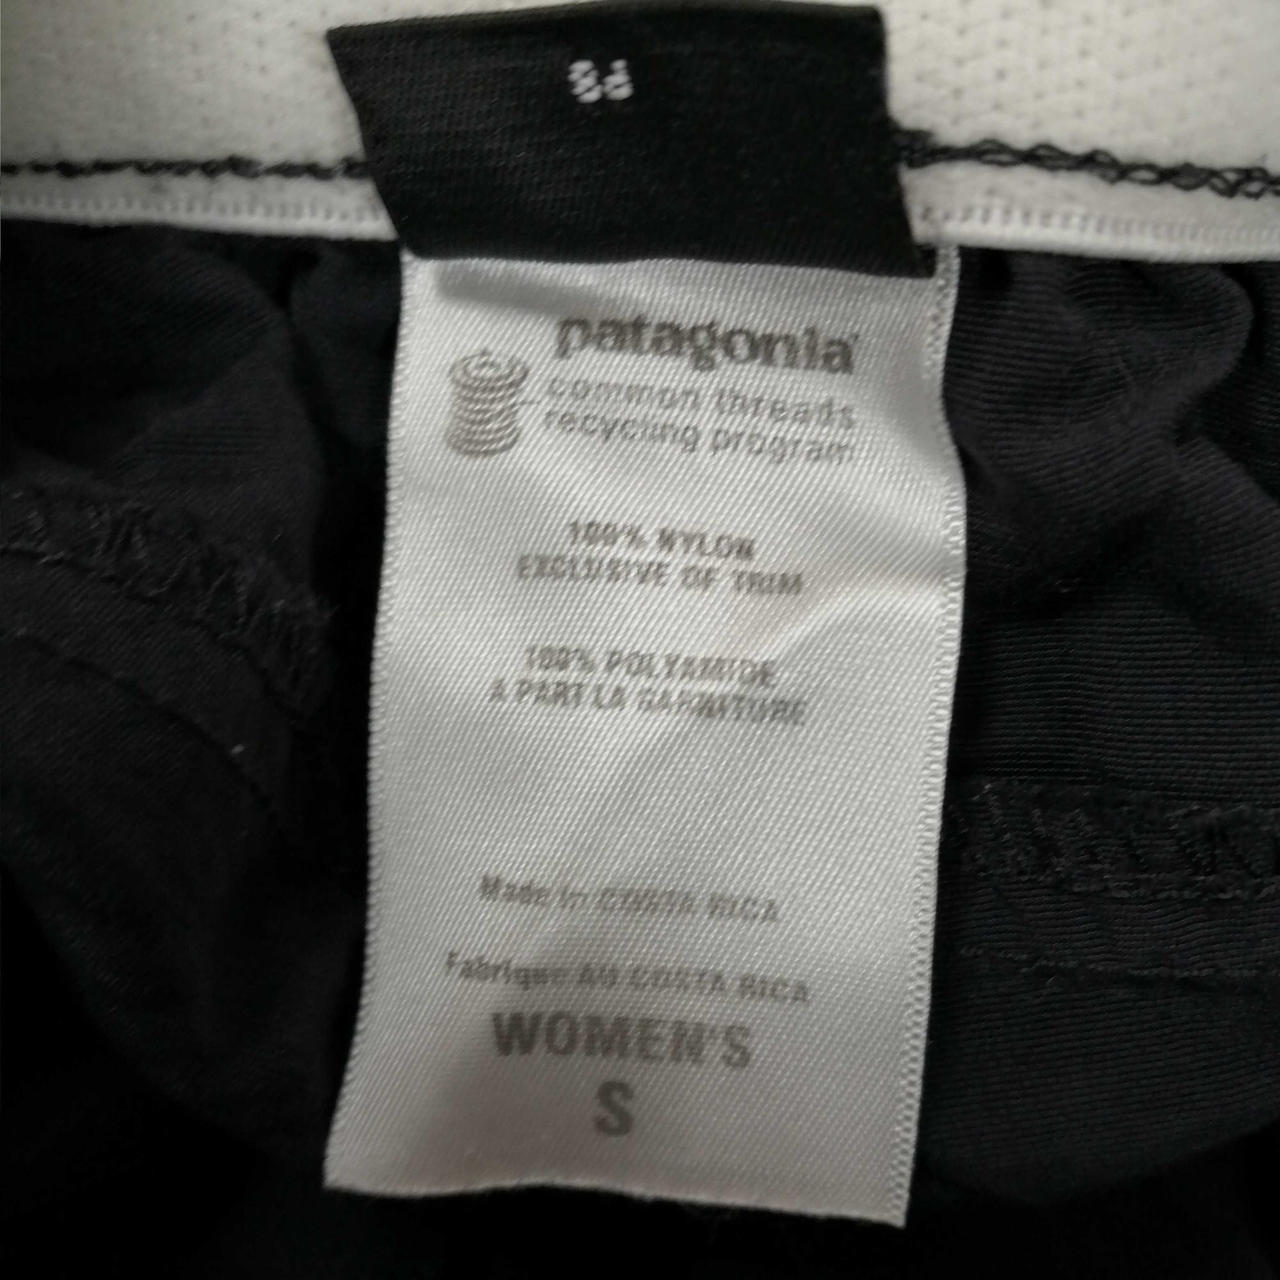 patagonia
common threads
recycling program
100% NYLON
EXCLUSIVE OF TRIM
100% POLYAMIDE
A PART LA GARNITURE
Made in COSTA RICA
Fabrique AU COSTA RICA
WOMEN'S
S